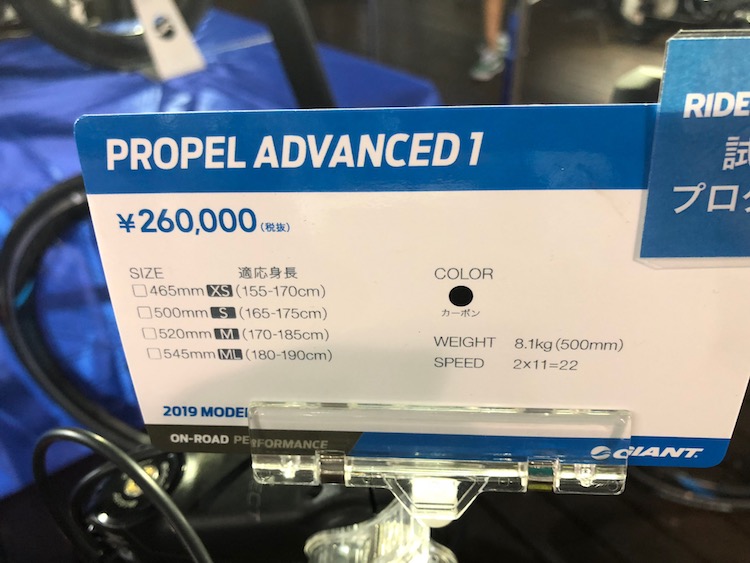 PROPEL ADVANCED 1
¥260,000(税抜)
SIZE 適応身長
□465mm XS (155-170cm)
□500mm S (165-175cm)
□520mm M (170-185cm)
□545mm ML (180-190cm)
COLOR
カーボン
WEIGHT 8.1kg(500mm)
SPEED 2×11=22
2019 MODEL
ON-ROAD PERFORMANCE
GIANT
RIDE
試
プロ